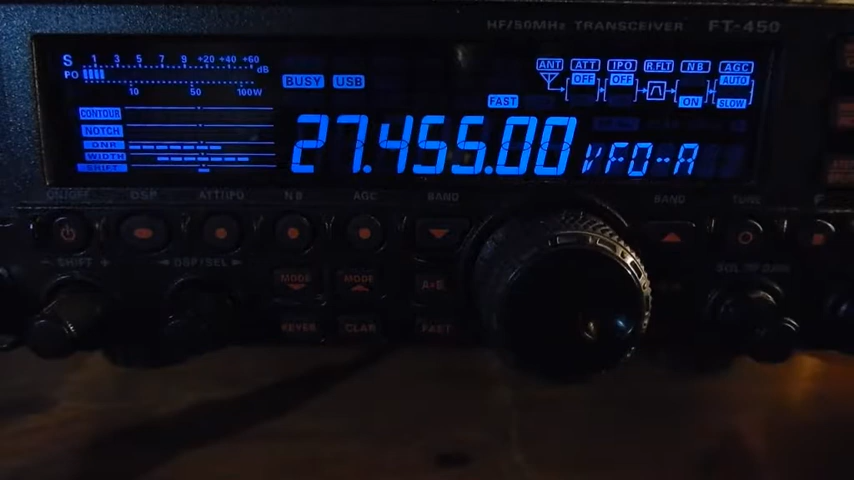 HF/50MHz TRANSCEIVER FT-450
S 1 3 5 7 9 +20 +40 +60 dB
PO 10 50 100W
BUSY USB
ANT ATT IPO R.FLT NB AGC
OFF OFF AUTO
ON SLOW
FAST
CONTOUR
NOTCH
DNR
WIDTH
SHIFT
27.455.00 VFO-A
ON/OFF DSP ATT/IPO NB AGC BAND BAND TUNE F
- SHIFT + DSP/SEL SQL RF GAIN
MODE MODE A=B
KEYER CLAR FAST